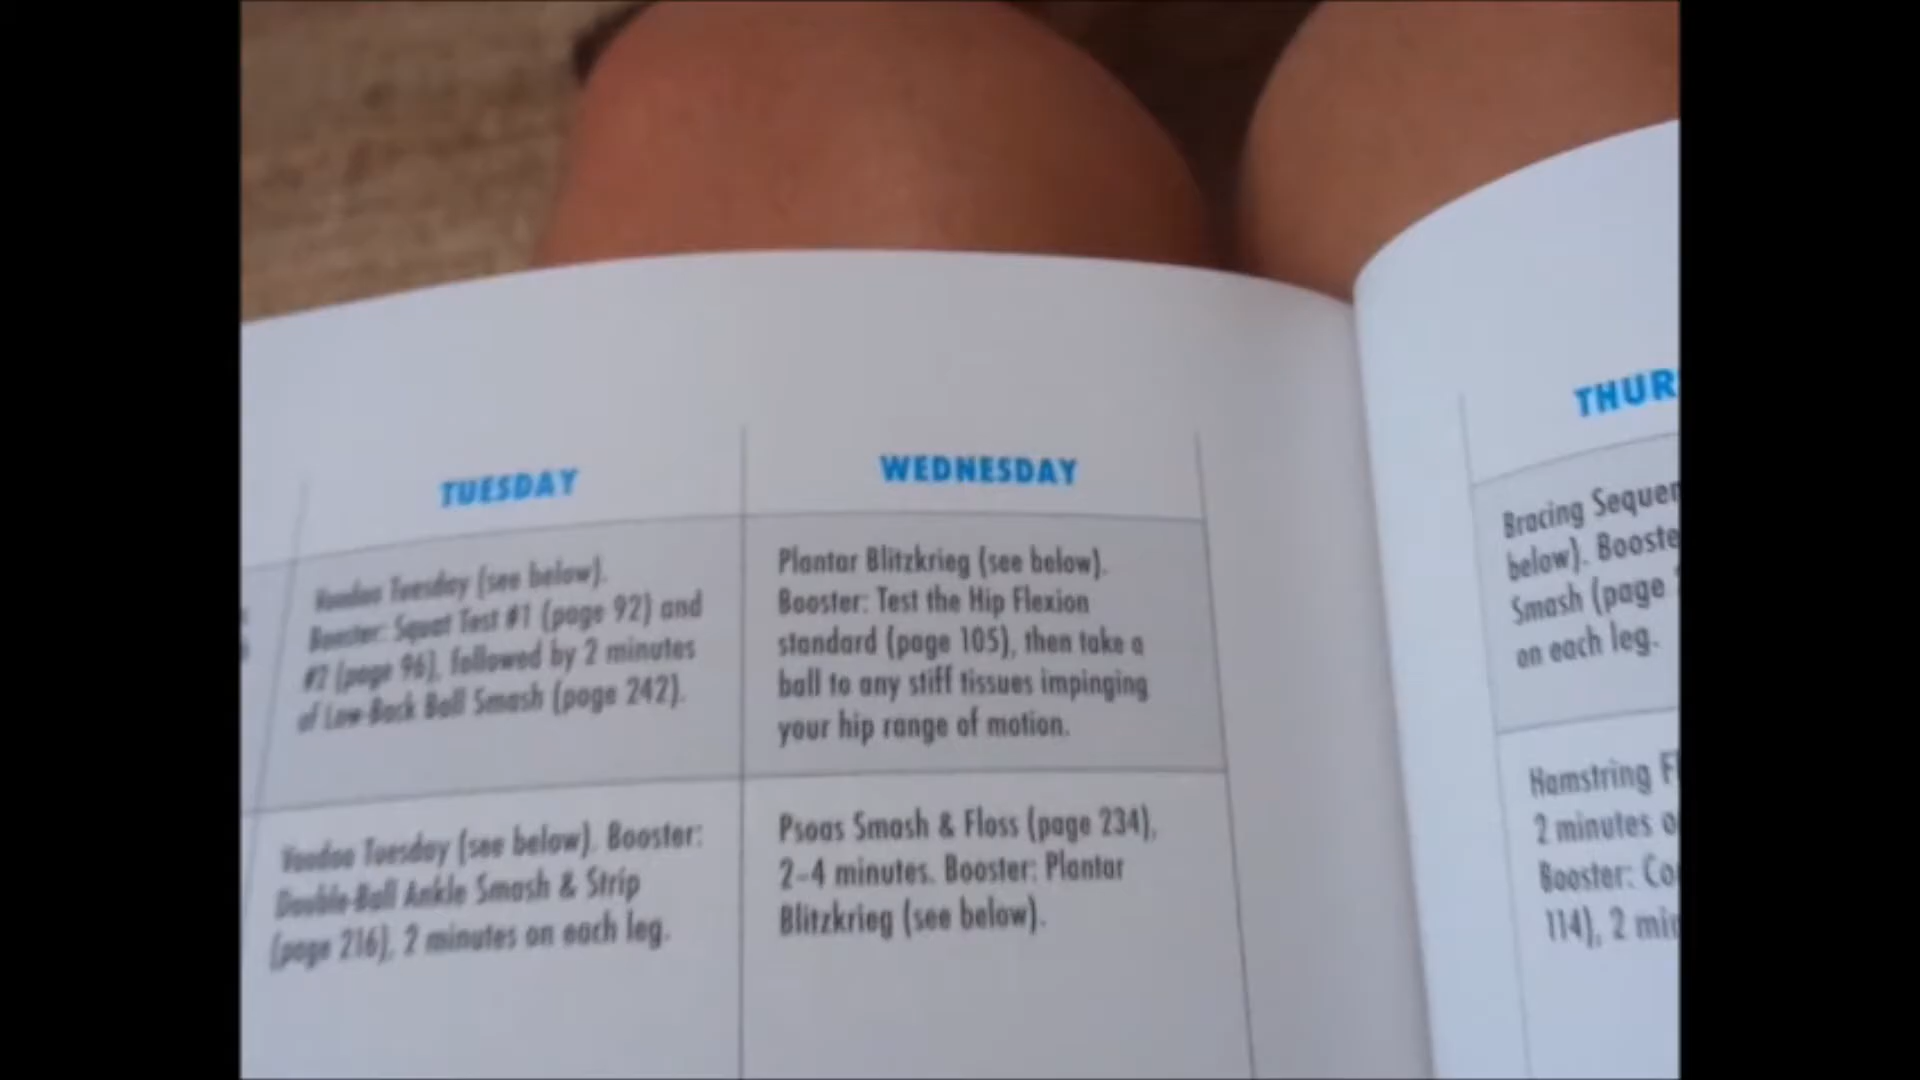 TUESDAY
Voodoo Tuesday (see below).
Booster: Squat Test #1 (page 92) and
#2 (page 96), followed by 2 minutes
of Low-Back Ball Smash (page 242).
Voodoo Tuesday (see below). Booster:
Double-Ball Ankle Smash & Strip
(page 216), 2 minutes on each leg.
WEDNESDAY
Plantar Blitzkrieg (see below).
Booster: Test the Hip Flexion
standard (page 105), then take a
ball to any stiff tissues impinging
your hip range of motion.
Psoas Smash & Floss (page 234),
2–4 minutes. Booster: Plantar
Blitzkrieg (see below).
THUR
Bracing Sequen
below). Booste
Smash (page
on each leg.
Hamstring Fl
2 minutes o
Booster: Co
114), 2 min